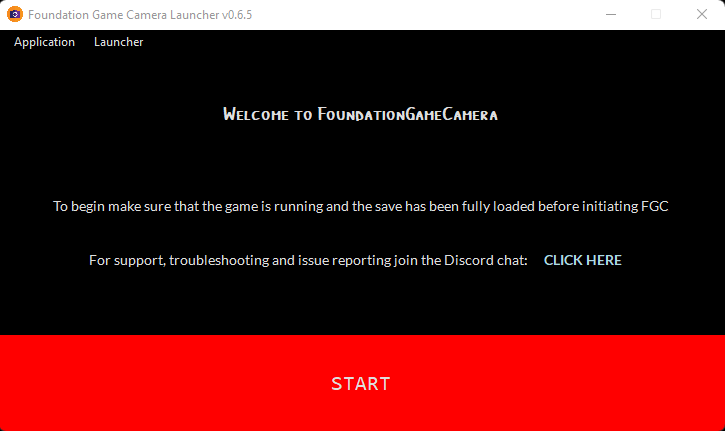 Foundation Game Camera Launcher v0.6.5
Application Launcher
Welcome to FoundationGameCamera
To begin make sure that the game is running and the save has been fully loaded before initiating FGC
For support, troubleshooting and issue reporting join the Discord chat: CLICK HERE
START